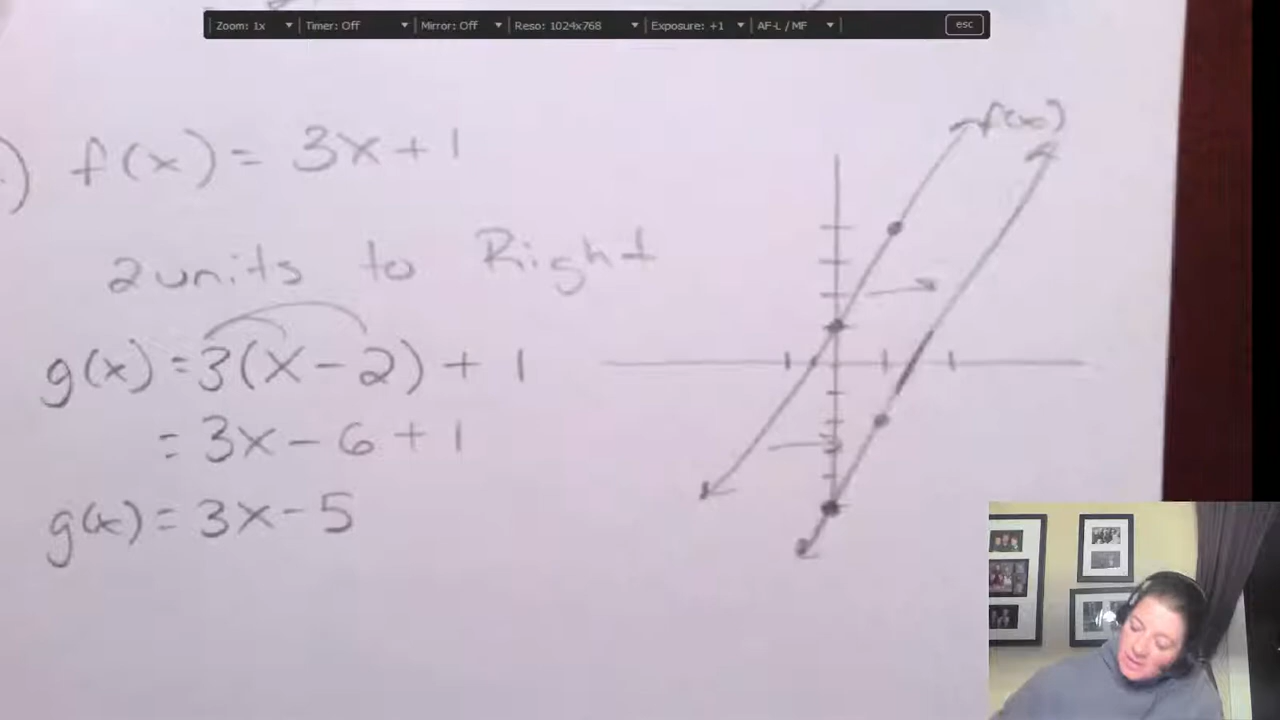 Zoom: 1x Timer: Off Mirror: Off Reso: 1024x768 Exposure: +1 AF-L / MF esc
.) f(x) = 3x + 1
f(x)
2 units to Right
g(x) = 3(x - 2) + 1
= 3x - 6 + 1
g(x) = 3x - 5